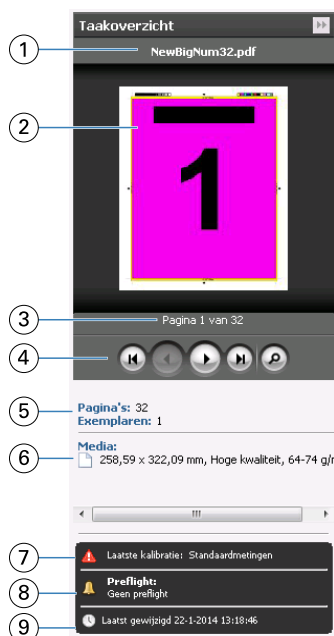 Taakoverzicht
1
NewBigNum32.pdf
2
1
3
Pagina 1 van 32
4
5
Pagina's: 32
Exemplaren: 1
Media:
6
258,59 x 322,09 mm, Hoge kwaliteit, 64-74 g/
7
Laatste kalibratie: Standaardmetingen
Preflight:
8
Geen preflight
9
Laatst gewijzigd 22-1-2014 13:18:46